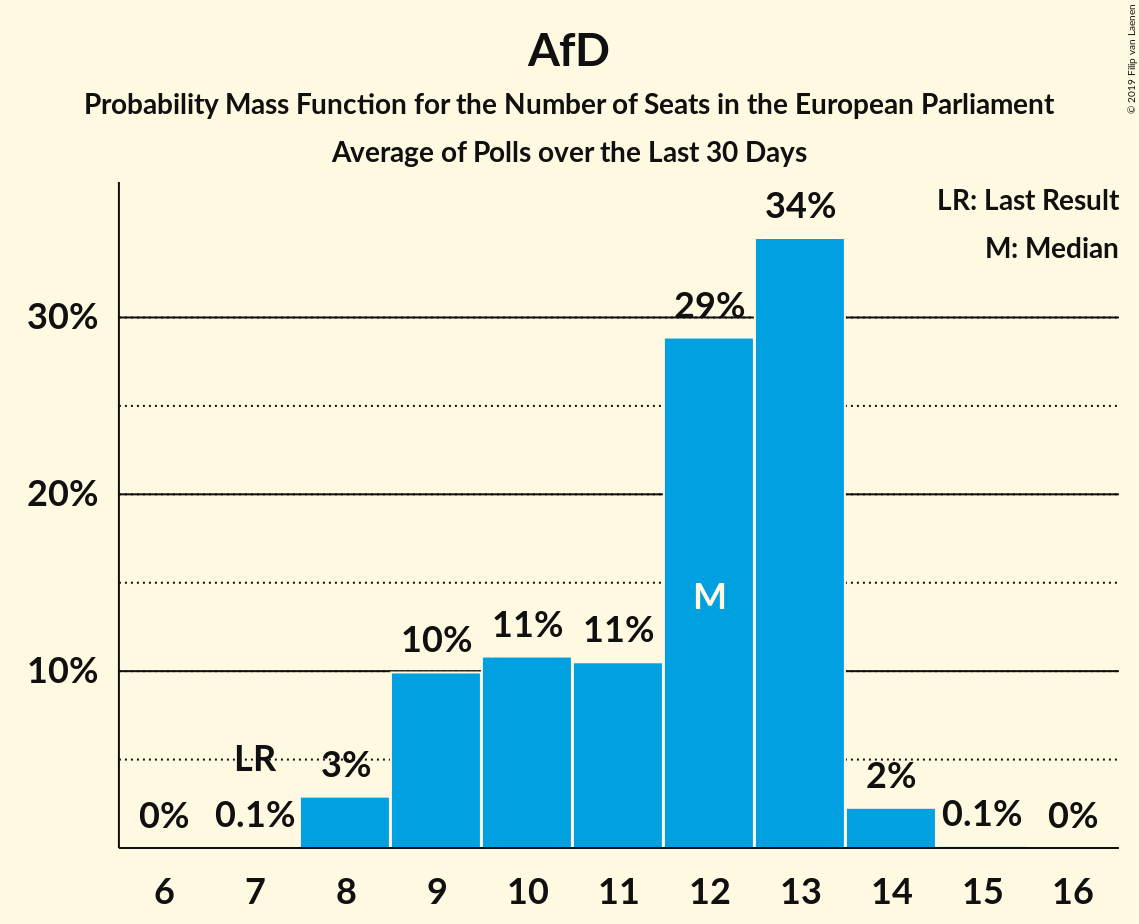 AfD
Probability Mass Function for the Number of Seats in the European Parliament
Average of Polls over the Last 30 Days
© 2019 Filip van Laenen
LR: Last Result
M: Median
34%
29%
30%
20%
M
11%
11%
10%
10%
LR
3%
2%
0%
0.1%
0.1%
0%
6 7 8 9 10 11 12 13 14 15 16